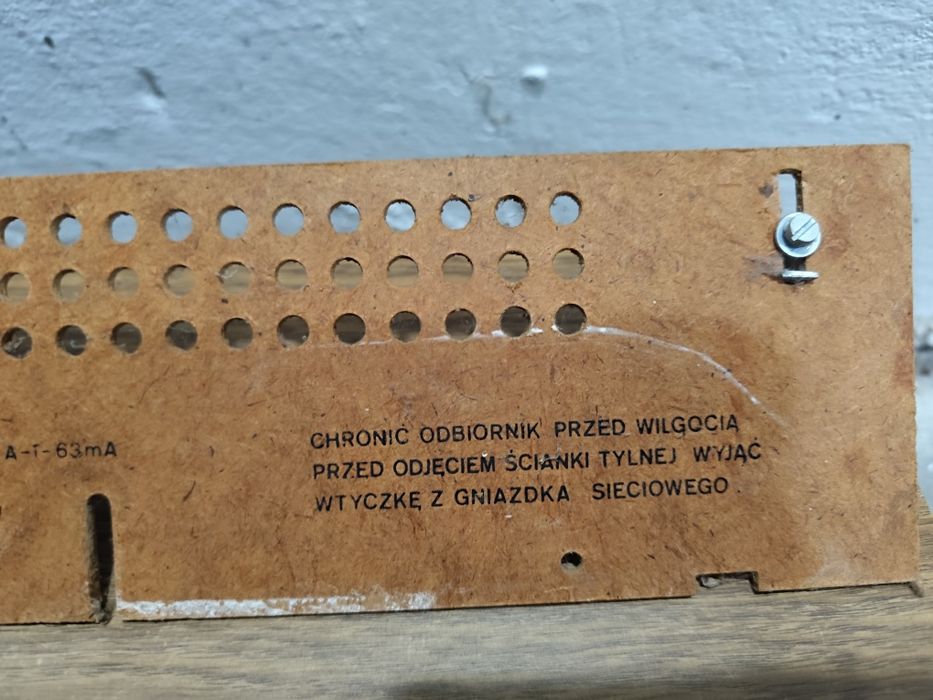 A-T-63mA
CHRONIĆ ODBIORNIK PRZED WILGOCIĄ
PRZED ODJĘCIEM ŚCIANKI TYLNEJ WYJĄĆ
WTYCZKĘ Z GNIAZDKA SIECIOWEGO.